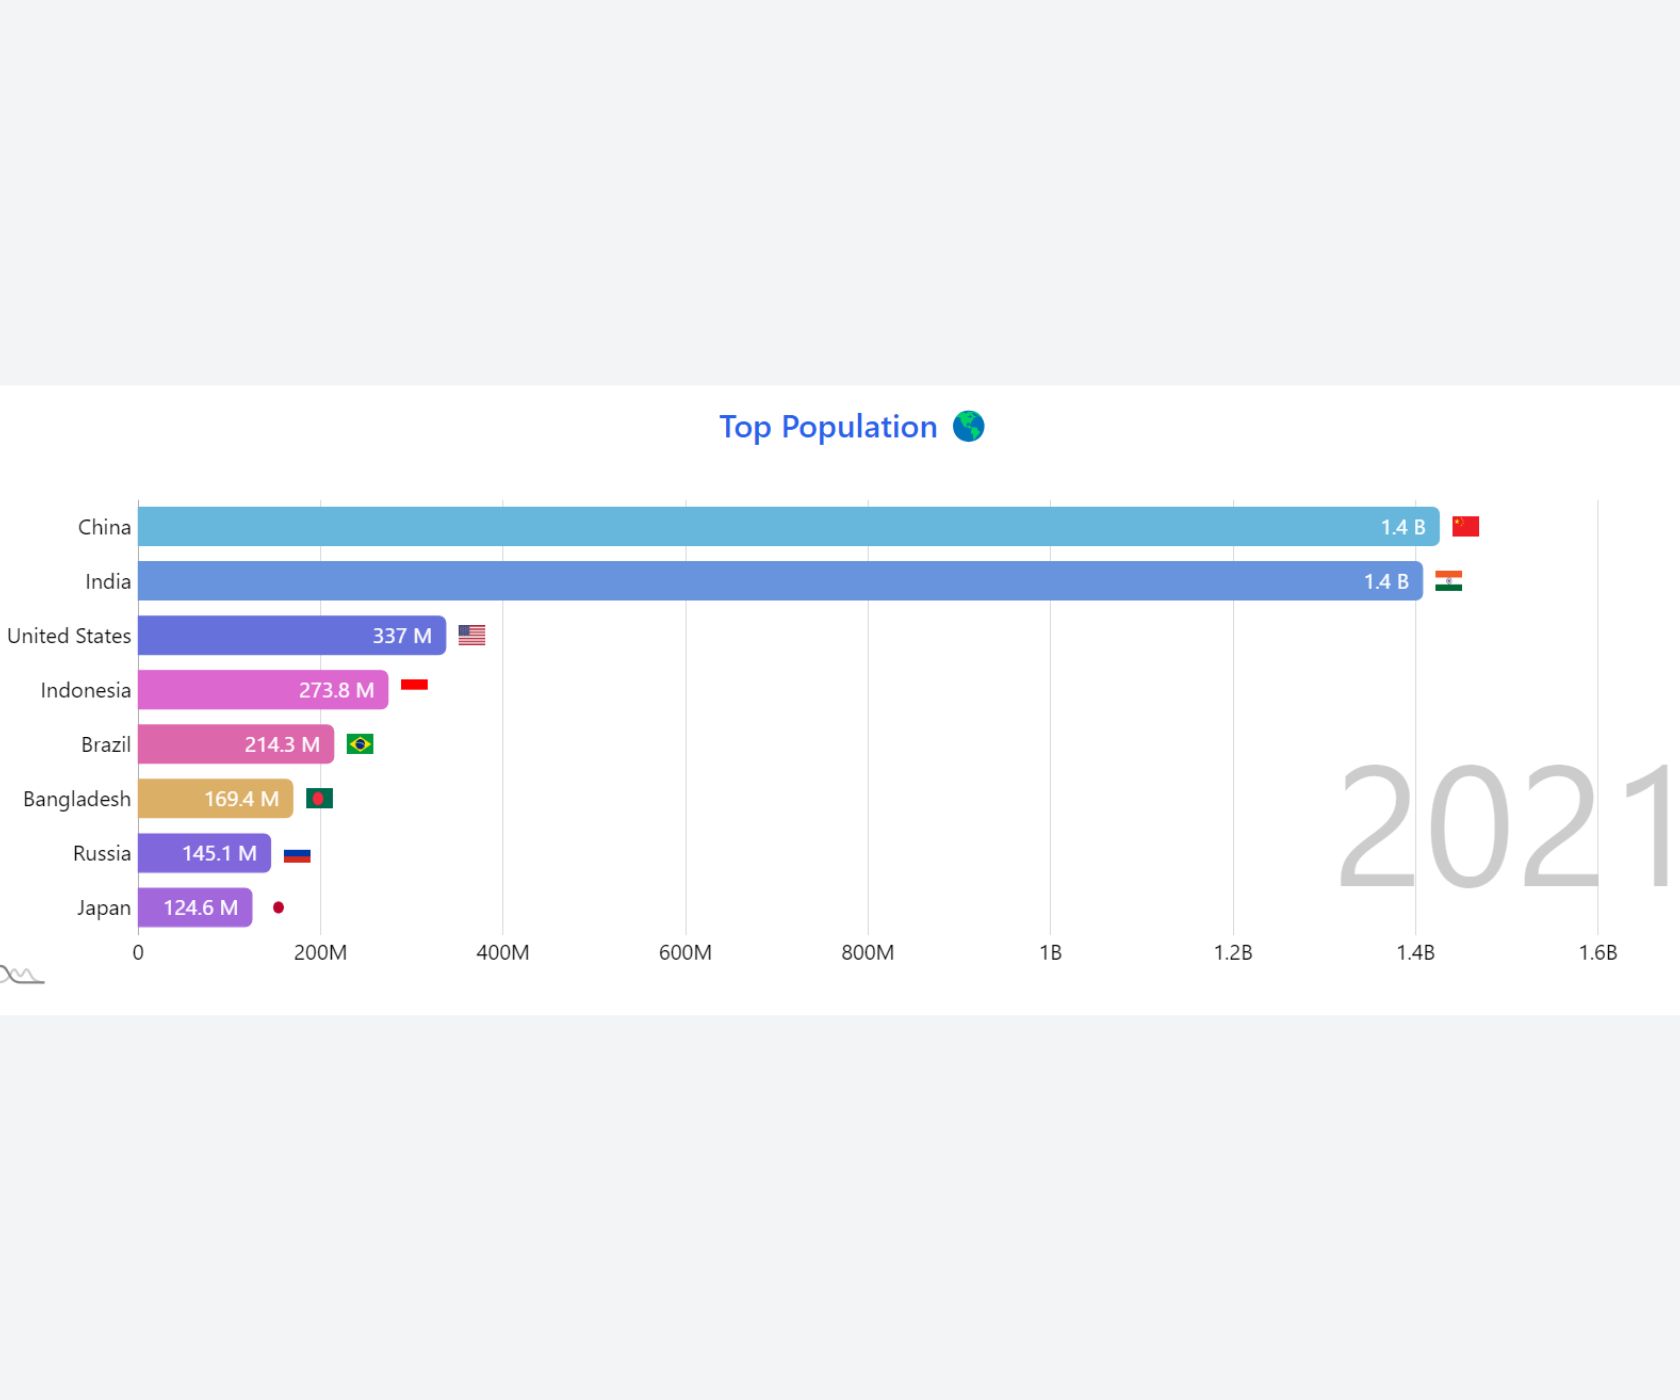 Top Population
China 1.4 B
India 1.4 B
United States 337 M
Indonesia 273.8 M
Brazil 214.3 M
Bangladesh 169.4 M
Russia 145.1 M
Japan 124.6 M
2021
0 200M 400M 600M 800M 1B 1.2B 1.4B 1.6B